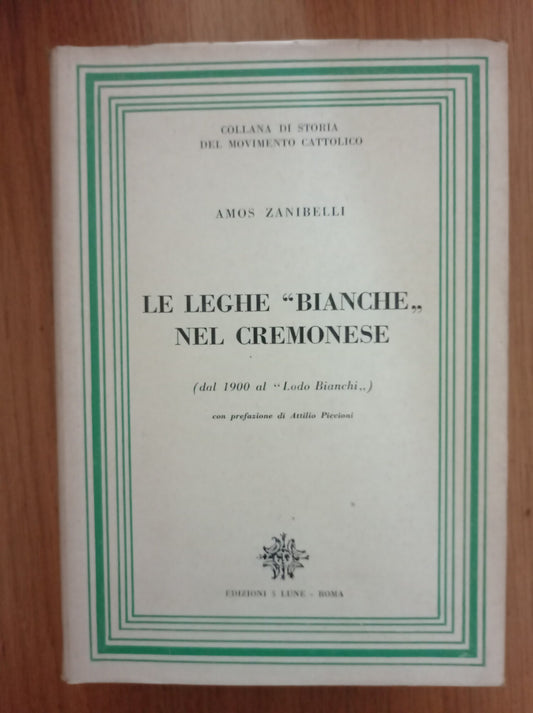 COLLANA DI STORIA
DEL MOVIMENTO CATTOLICO
AMOS ZANIBELLI
LE LEGHE “BIANCHE„
NEL CREMONESE
(dal 1900 al “Lodo Bianchi„)
con prefazione di Attilio Piccioni
EDIZIONI 5 LUNE - ROMA